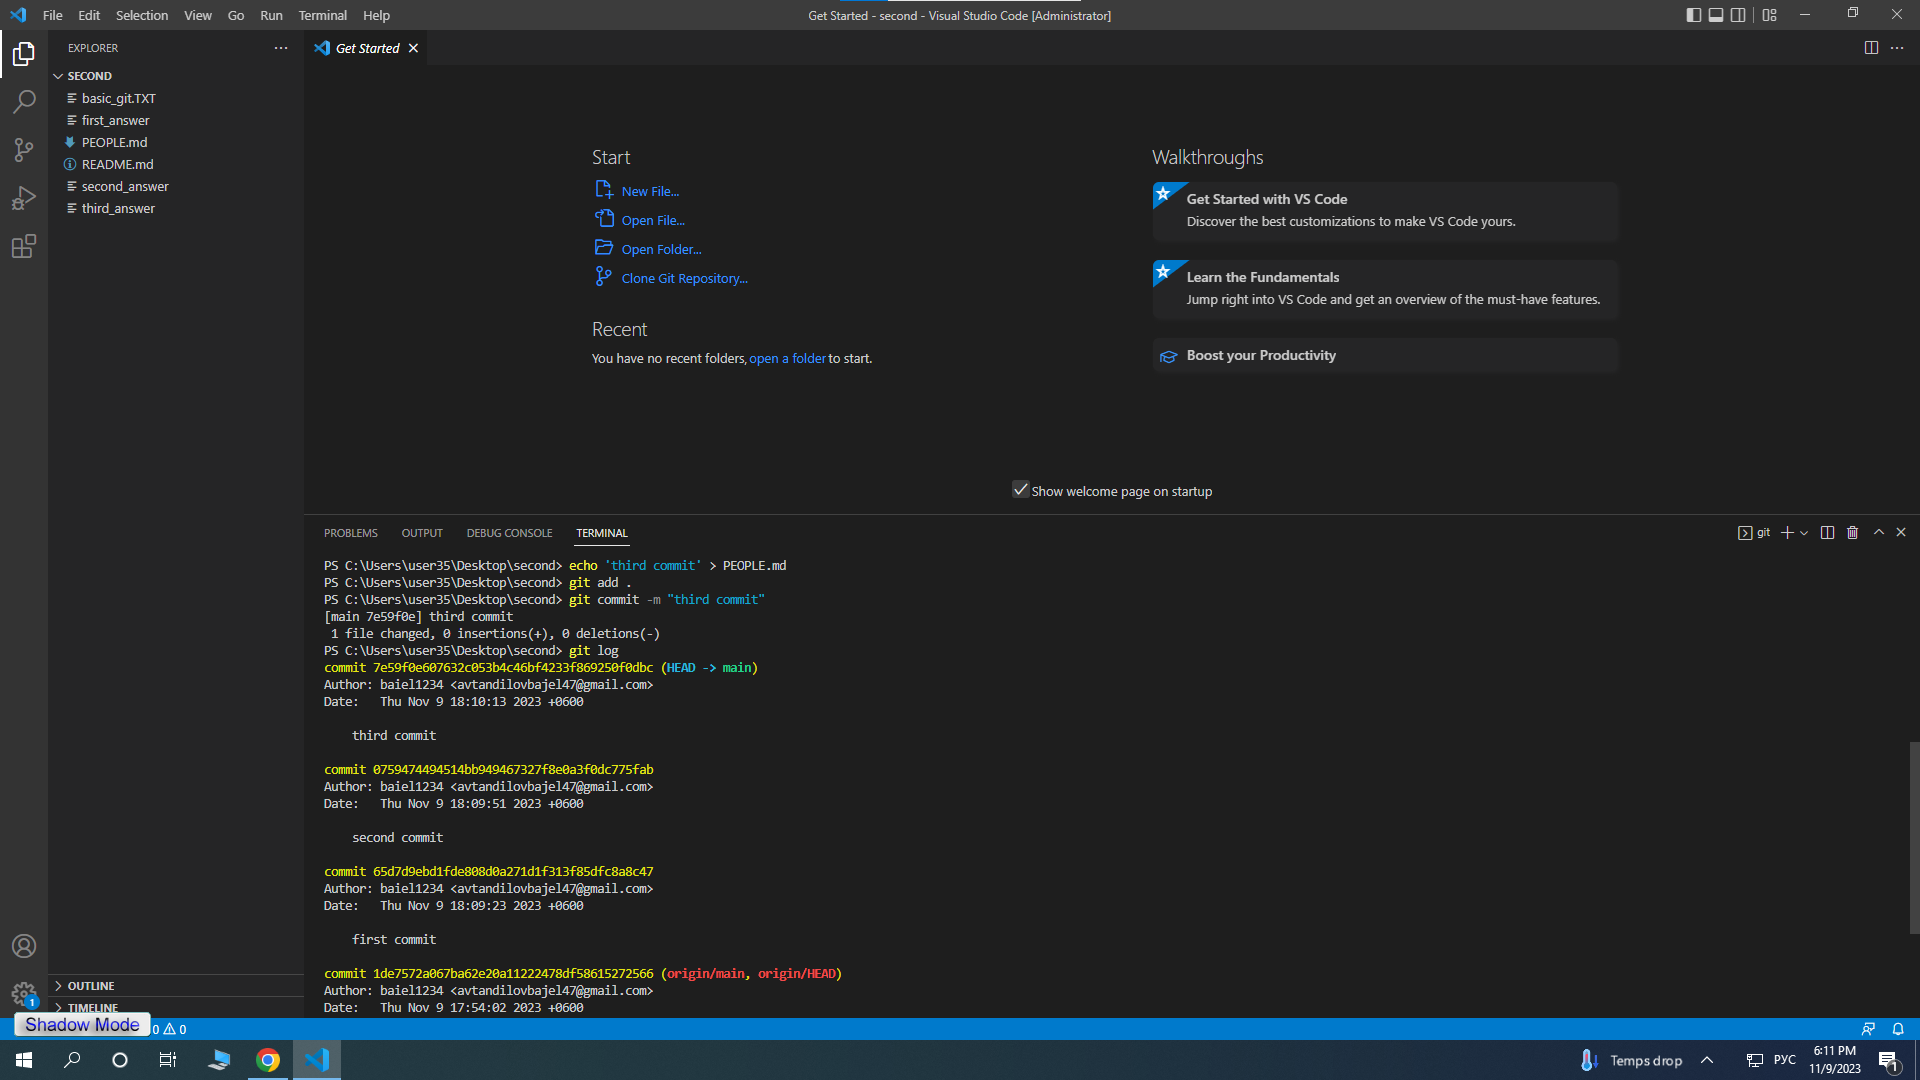 File Edit Selection View Go Run Terminal Help
Get Started - second - Visual Studio Code [Administrator]
EXPLORER
SECOND
basic_git.TXT
first_answer
PEOPLE.md
README.md
second_answer
third_answer
OUTLINE
TIMELINE
Get Started
Start
New File...
Open File...
Open Folder...
Clone Git Repository...
Recent
You have no recent folders, open a folder to start.
Walkthroughs
Get Started with VS Code
Discover the best customizations to make VS Code yours.
Learn the Fundamentals
Jump right into VS Code and get an overview of the must-have features.
Boost your Productivity
Show welcome page on startup
PROBLEMS OUTPUT DEBUG CONSOLE TERMINAL
git
PS C:\Users\user35\Desktop\second> echo 'third commit' > PEOPLE.md
PS C:\Users\user35\Desktop\second> git add .
PS C:\Users\user35\Desktop\second> git commit -m "third commit"
[main 7e59f0e] third commit
1 file changed, 0 insertions(+), 0 deletions(-)
PS C:\Users\user35\Desktop\second> git log
commit 7e59f0e607632c053b4c46bf4233f869250f0dbc (HEAD -> main)
Author: baiel1234 <avtandilovbajel47@gmail.com>
Date:   Thu Nov 9 18:10:13 2023 +0600
third commit
commit 0759474494514bb949467327f8e0a3f0dc775fab
Author: baiel1234 <avtandilovbajel47@gmail.com>
Date:   Thu Nov 9 18:09:51 2023 +0600
second commit
commit 65d7d9ebd1fde808d0a271d1f313f85dfc8a8c47
Author: baiel1234 <avtandilovbajel47@gmail.com>
Date:   Thu Nov 9 18:09:23 2023 +0600
first commit
commit 1de7572a067ba62e20a11222478df58615272566 (origin/main, origin/HEAD)
Author: baiel1234 <avtandilovbajel47@gmail.com>
Date:   Thu Nov 9 17:54:02 2023 +0600
1
Shadow Mode
0 0
Temps drop
РУС
6:11 PM
11/9/2023
1